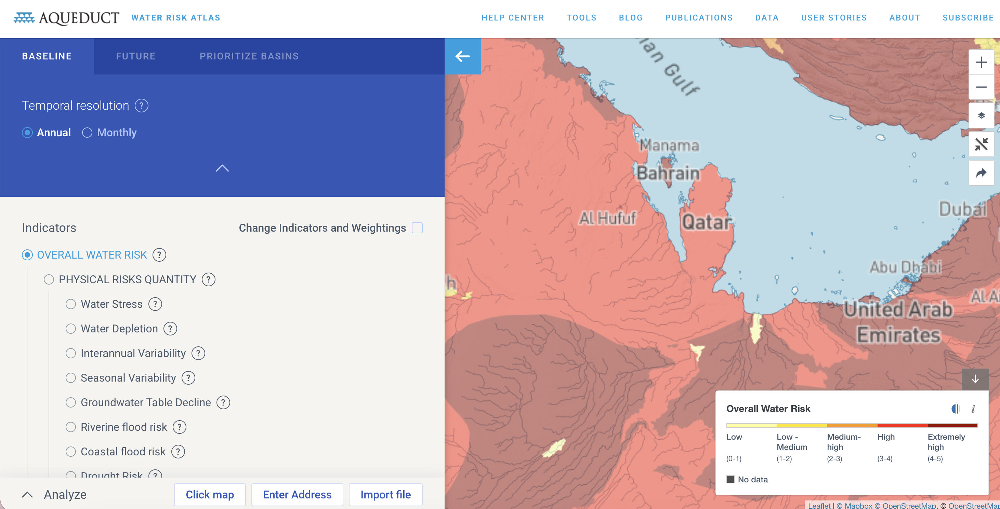 AQUEDUCT WATER RISK ATLAS
HELP CENTER TOOLS BLOG PUBLICATIONS DATA USER STORIES ABOUT SUBSCRIBE
BASELINE FUTURE PRIORITIZE BASINS
Temporal resolution ?
Annual Monthly
Indicators Change Indicators and Weightings
OVERALL WATER RISK ?
PHYSICAL RISKS QUANTITY ?
Water Stress ?
Water Depletion ?
Interannual Variability ?
Seasonal Variability ?
Groundwater Table Decline ?
Riverine flood risk ?
Coastal flood risk ?
Drought Risk ?
Analyze Click map Enter Address Import file
Gulf
Manama
Bahrain
Al Hufuf
Qatar
Dubai
Abu Dhabi
United Arab
Emirates
Overall Water Risk i
Low Low - Medium Medium-high High Extremely high
(0-1) (1-2) (2-3) (3-4) (4-5)
No data
Leaflet | © Mapbox © OpenStreetMap, © OpenStreetMap